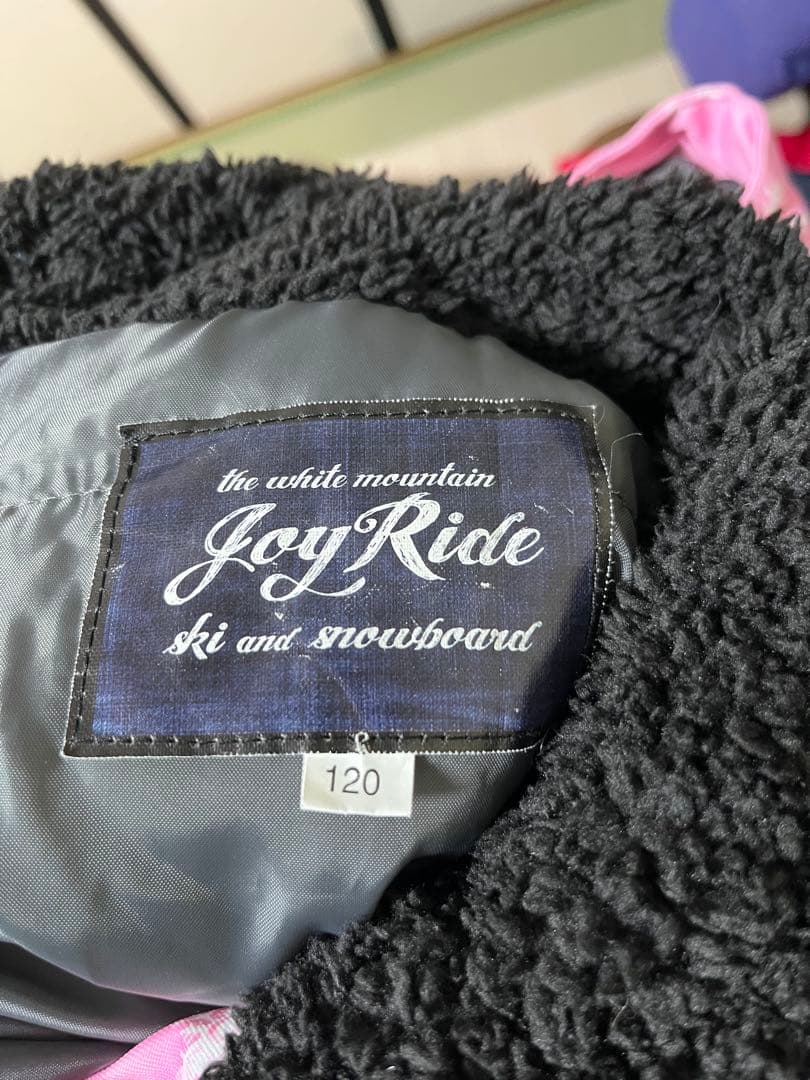 the white mountain
JoyRide
ski and snowboard
120